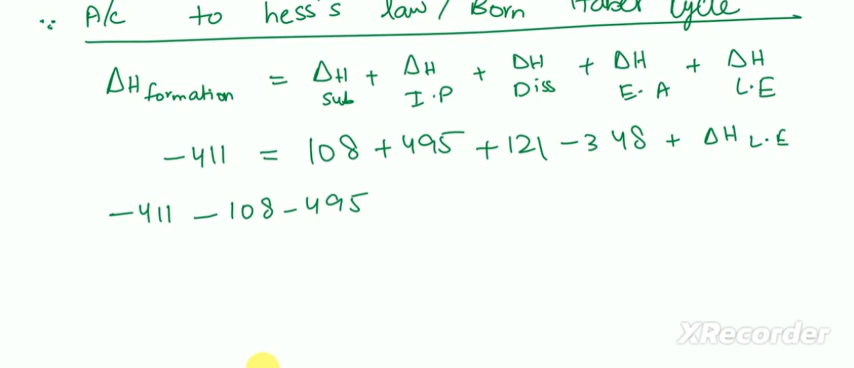 ∵ A/c to hess's law / Born Haber Cycle
ΔH formation = ΔH Sub + ΔH I.P + ΔH Diss + ΔH E.A + ΔH L.E
-411 = 108 + 495 + 121 - 348 + ΔH L.E
-411 - 108 - 495
XRecorder